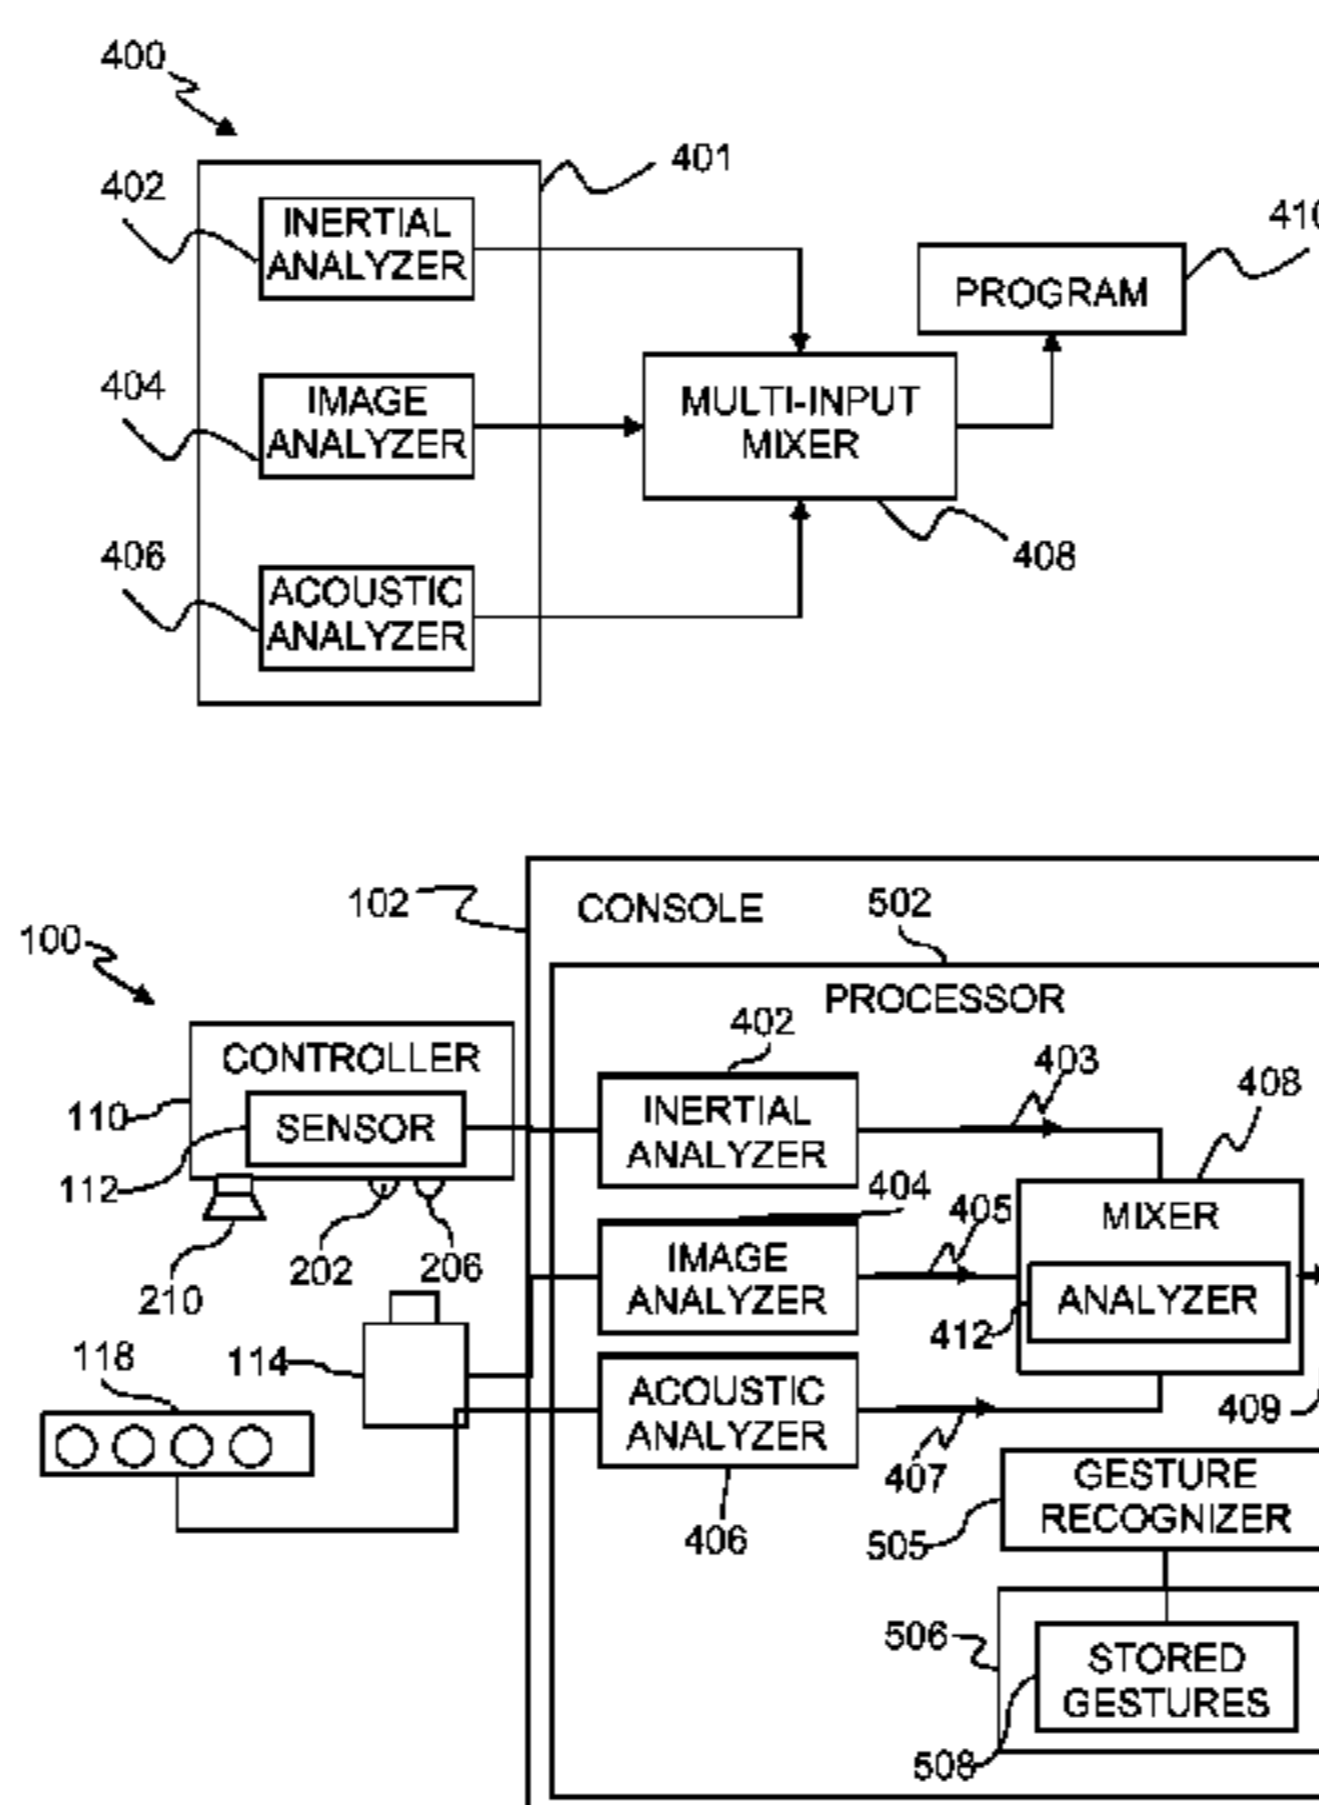 400
401
402
INERTIAL
ANALYZER
410
PROGRAM
404
IMAGE
ANALYZER
MULTI-INPUT
MIXER
406
408
ACOUSTIC
ANALYZER
102
CONSOLE
502
100
PROCESSOR
402
CONTROLLER
403
408
110
SENSOR
INERTIAL
ANALYZER
112
404
405
MIXER
210
202
206
IMAGE
ANALYZER
ANALYZER
412
118
114
ACOUSTIC
ANALYZER
409
407
GESTURE
RECOGNIZER
406
505
506
STORED
GESTURES
508